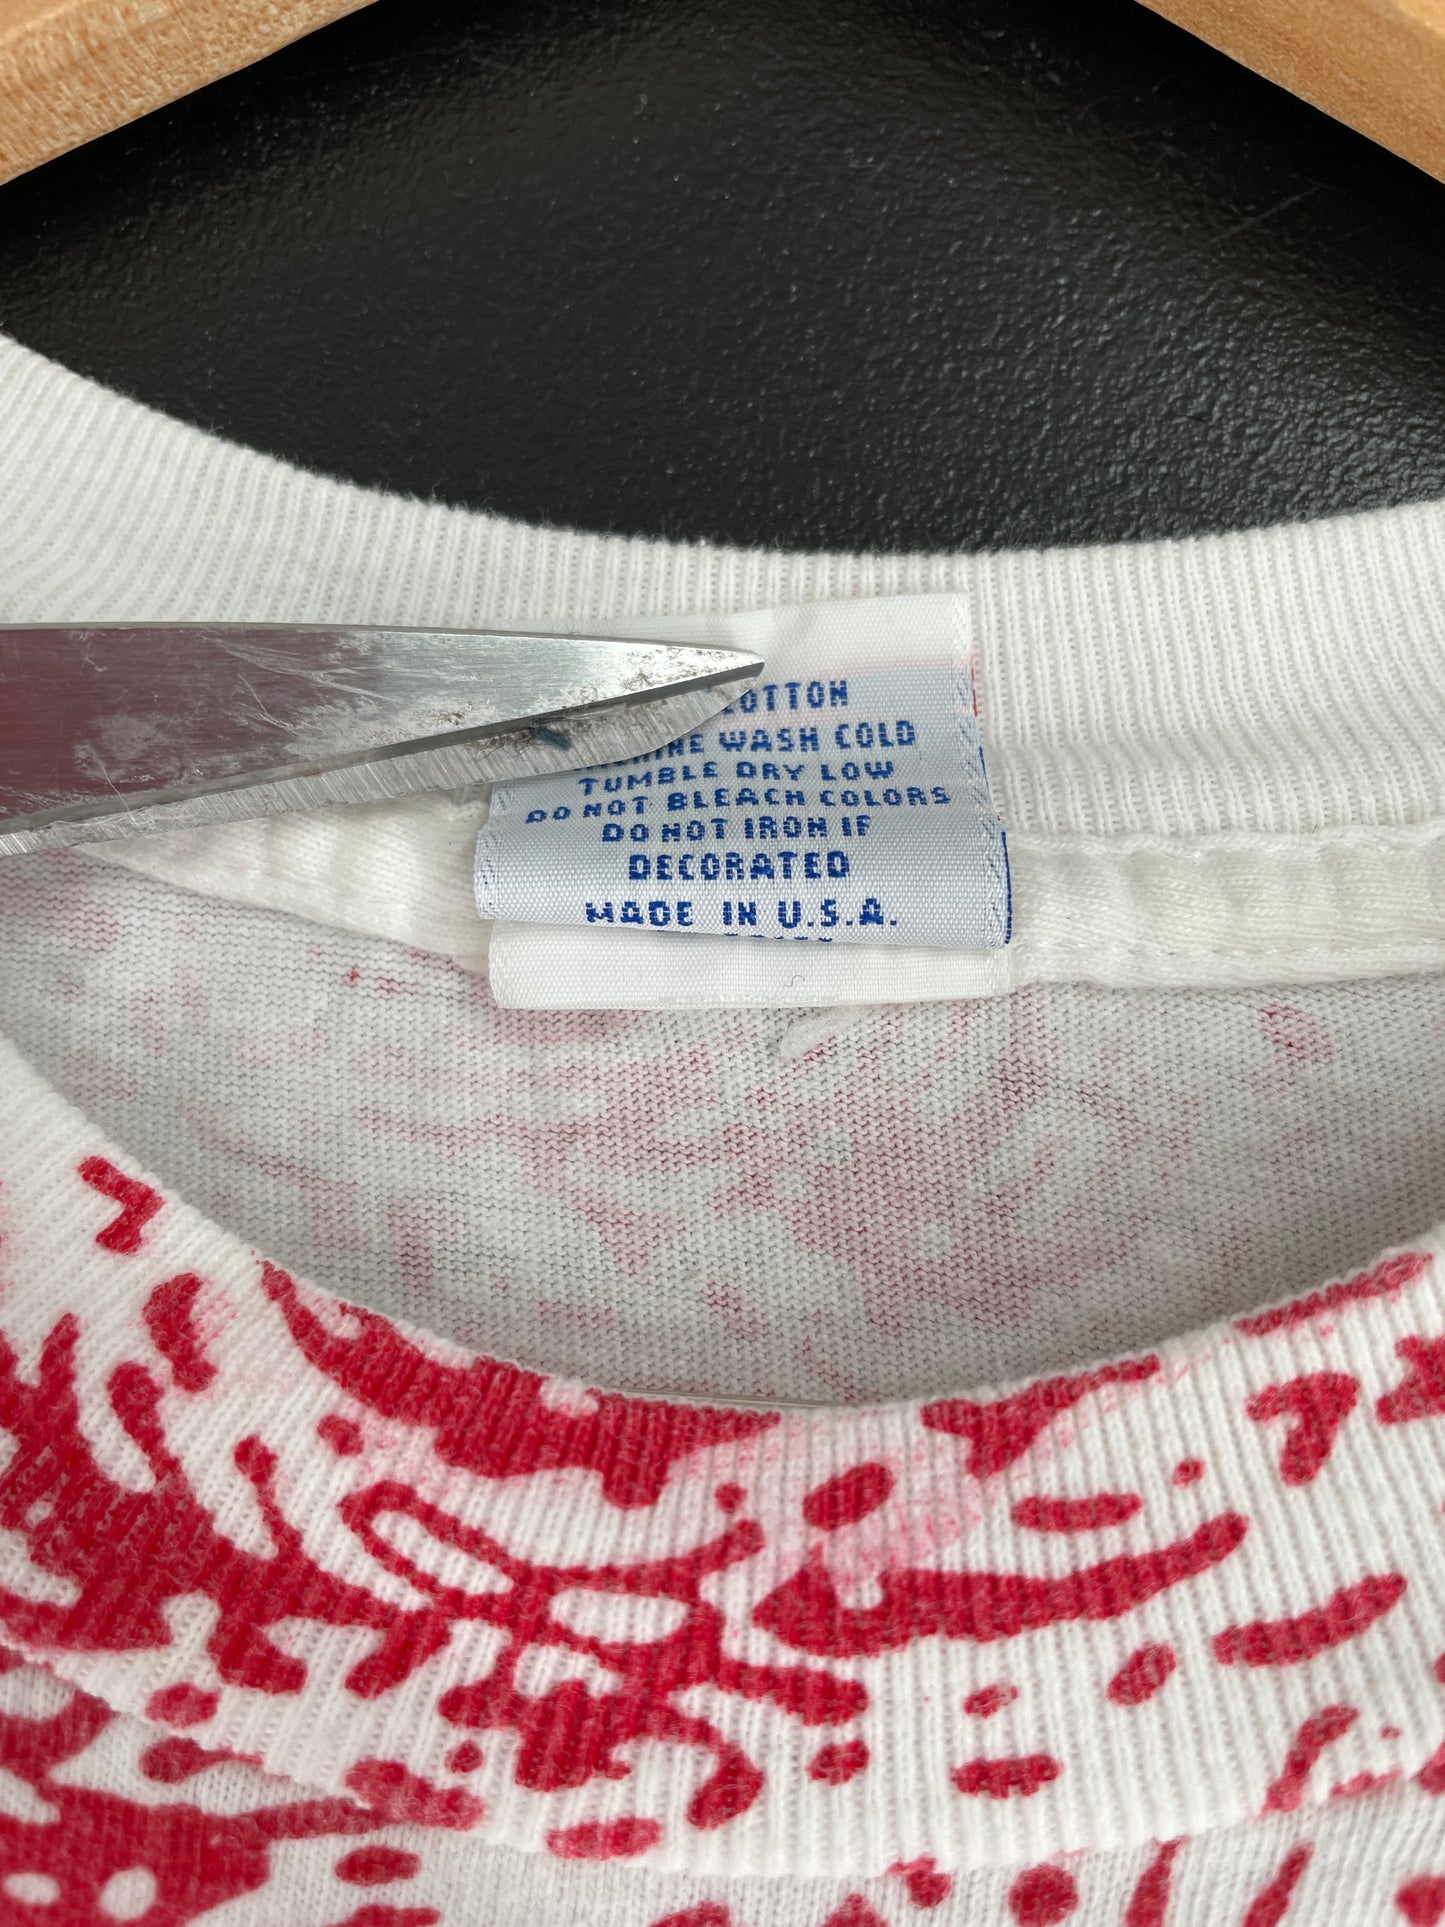 COTTON
WASH COLD
TUMBLE DRY LOW
DO NOT BLEACH COLORS
DO NOT IRON IF
DECORATED
MADE IN U.S.A.